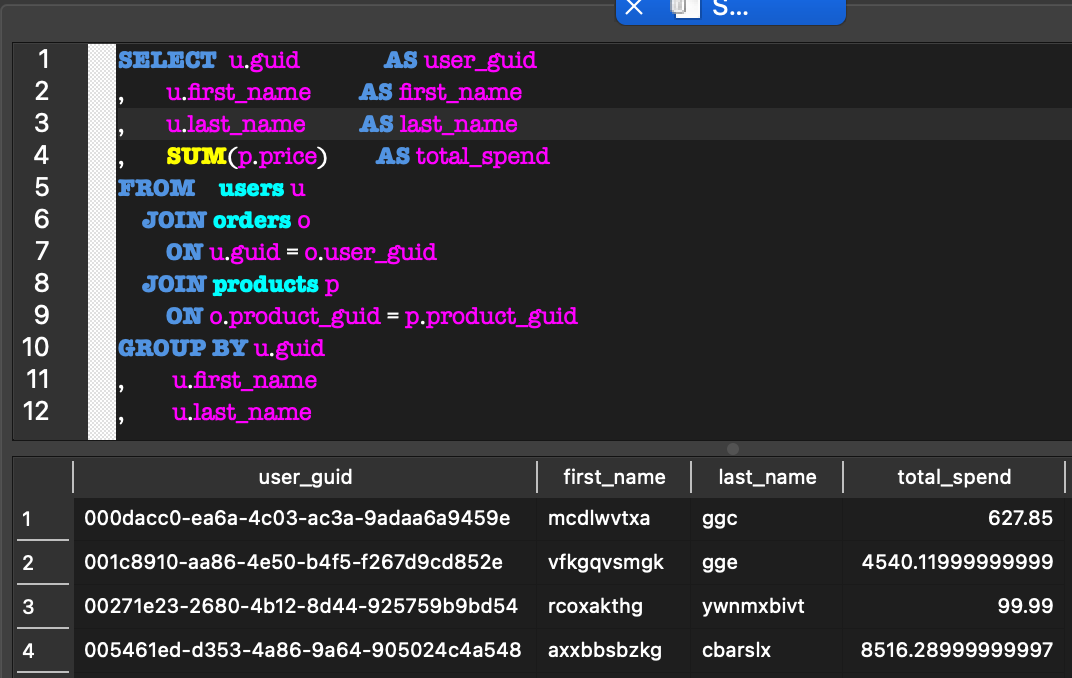 S...
1 SELECT u.guid AS user_guid
2 , u.first_name AS first_name
3 , u.last_name AS last_name
4 , SUM(p.price) AS total_spend
5 FROM users u
6 JOIN orders o
7 ON u.guid = o.user_guid
8 JOIN products p
9 ON o.product_guid = p.product_guid
10 GROUP BY u.guid
11 , u.first_name
12 , u.last_name
user_guid first_name last_name total_spend
1 000dacc0-ea6a-4c03-ac3a-9adaa6a9459e mcdlwvtxa ggc 627.85
2 001c8910-aa86-4e50-b4f5-f267d9cd852e vfkgqvsmgk gge 4540.11999999999
3 00271e23-2680-4b12-8d44-925759b9bd54 rcoxakthg ywnmxbivt 99.99
4 005461ed-d353-4a86-9a64-905024c4a548 axxbbsbzkg cbarslx 8516.28999999997